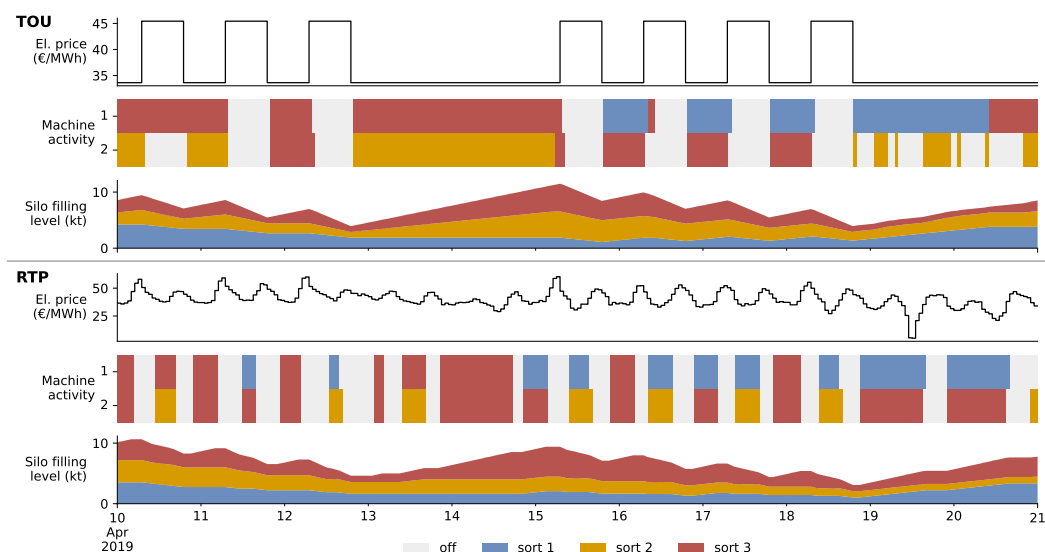 TOU
El. price
(€/MWh)
45
40
35
Machine
activity
1
2
Silo filling
level (kt)
10
0
RTP
El. price
(€/MWh)
50
25
Machine
activity
1
2
Silo filling
level (kt)
10
0
10 11 12 13 14 15 16 17 18 19 20 21
Apr
2019
off sort 1 sort 2 sort 3